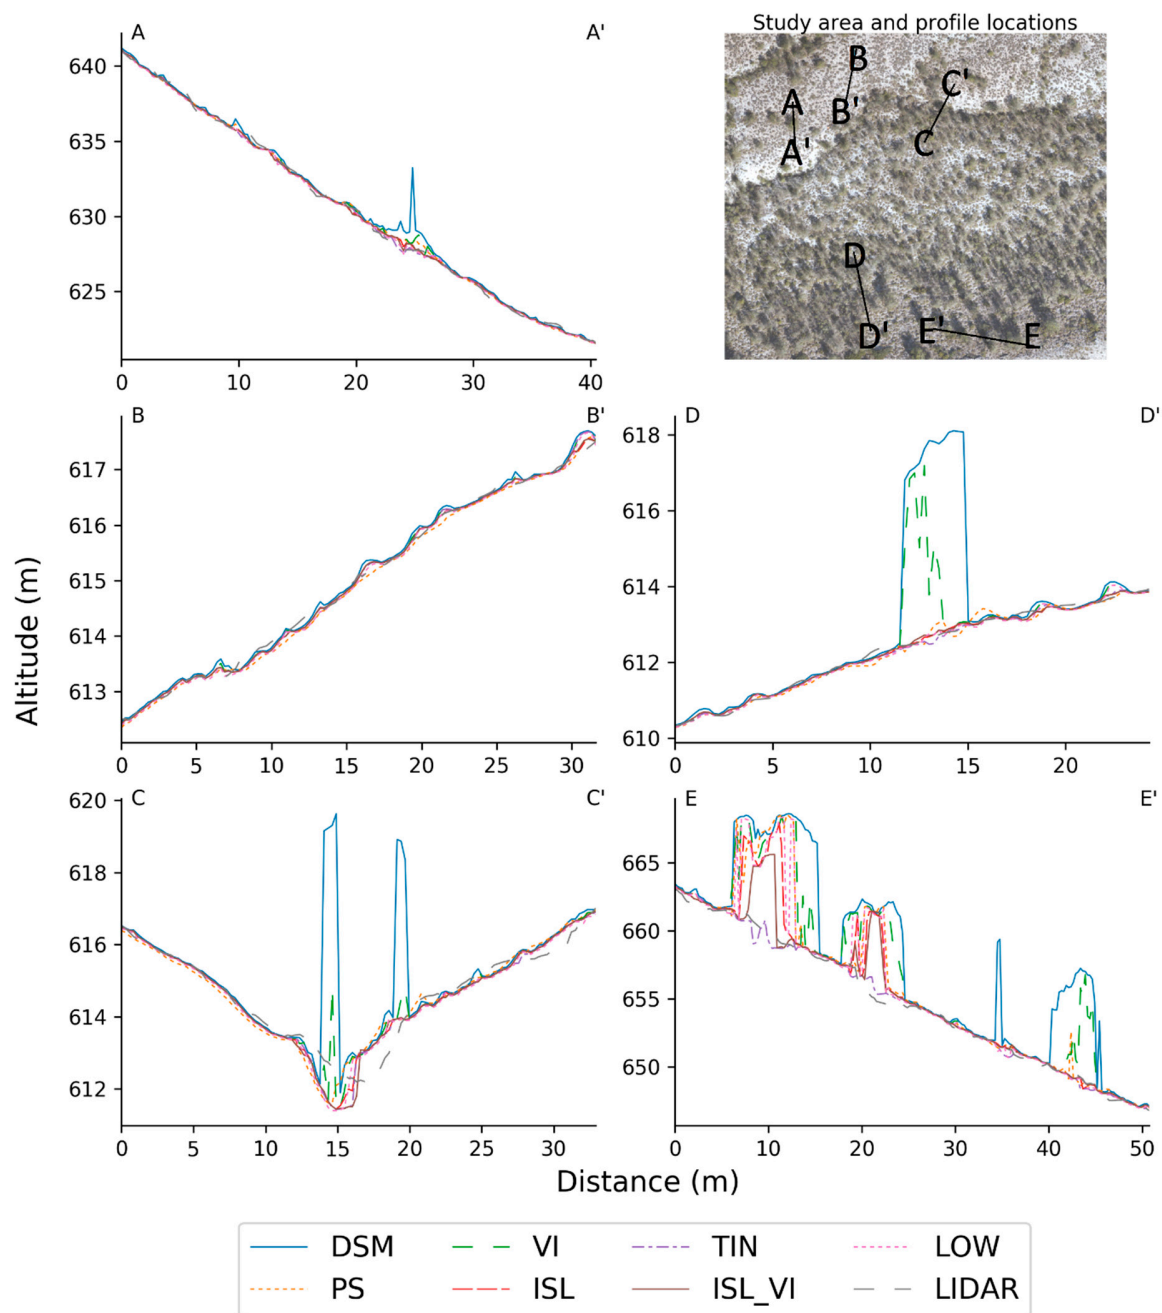 A A'
640
635
630
625
0 10 20 30 40
Study area and profile locations
B
C'
A
B'
C
A'
D
D'
E'
E
B B'
617
616
615
614
613
0 5 10 15 20 25 30
D D'
618
616
614
612
610
0 5 10 15 20
Altitude (m)
C C'
620
618
616
614
612
0 5 10 15 20 25 30
E E'
665
660
655
650
0 10 20 30 40 50
Distance (m)
DSM VI TIN LOW
PS ISL ISL_VI LIDAR